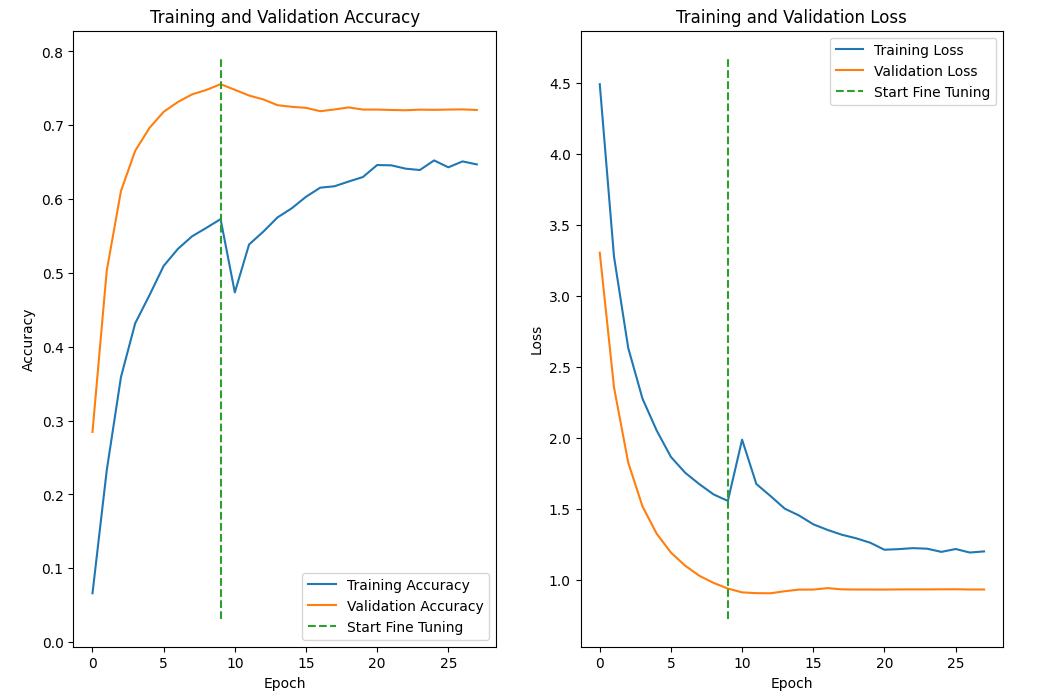 Training and Validation Accuracy
0.8
0.7
0.6
0.5
0.4
0.3
0.2
0.1
0.0
Accuracy
Training Accuracy
Validation Accuracy
Start Fine Tuning
0 5 10 15 20 25
Epoch
Training and Validation Loss
4.5
4.0
3.5
3.0
2.5
2.0
1.5
1.0
Loss
Training Loss
Validation Loss
Start Fine Tuning
0 5 10 15 20 25
Epoch